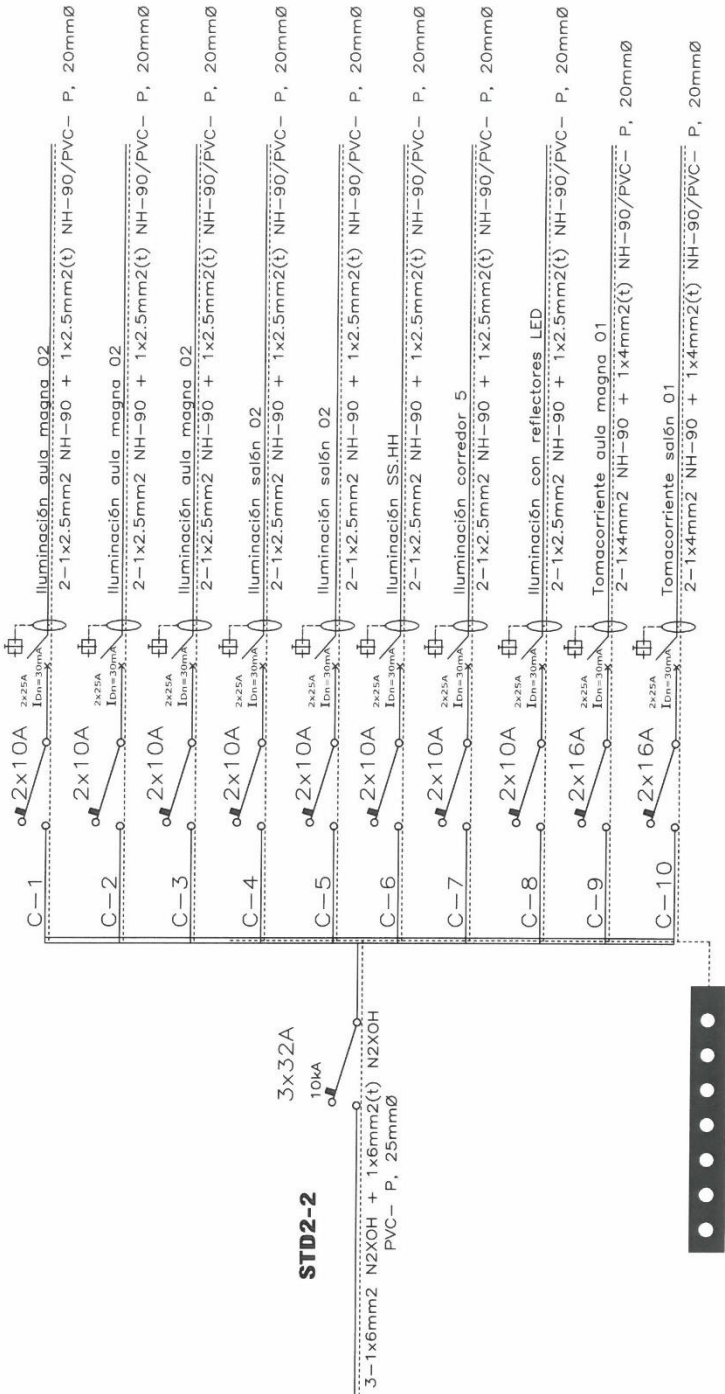 STD2-2
3-1x6mm2 N2XOH + 1x6mm2(t) N2XOH
PVC- P, 25mmØ
3x32A
10kA
C-1
2x10A
2x25A
IDn=30mA
Iluminación aula magna 02
2-1x2.5mm2 NH-90 + 1x2.5mm2(t) NH-90/PVC- P, 20mmØ
C-2
2x10A
2x25A
IDn=30mA
Iluminación aula magna 02
2-1x2.5mm2 NH-90 + 1x2.5mm2(t) NH-90/PVC- P, 20mmØ
C-3
2x10A
2x25A
IDn=30mA
Iluminación aula magna 02
2-1x2.5mm2 NH-90 + 1x2.5mm2(t) NH-90/PVC- P, 20mmØ
C-4
2x10A
2x25A
IDn=30mA
Iluminación salón 02
2-1x2.5mm2 NH-90 + 1x2.5mm2(t) NH-90/PVC- P, 20mmØ
C-5
2x10A
2x25A
IDn=30mA
Iluminación salón 02
2-1x2.5mm2 NH-90 + 1x2.5mm2(t) NH-90/PVC- P, 20mmØ
C-6
2x10A
2x25A
IDn=30mA
Iluminación SS.HH
2-1x2.5mm2 NH-90 + 1x2.5mm2(t) NH-90/PVC- P, 20mmØ
C-7
2x10A
2x25A
IDn=30mA
Iluminación corredor 5
2-1x2.5mm2 NH-90 + 1x2.5mm2(t) NH-90/PVC- P, 20mmØ
C-8
2x10A
2x25A
IDn=30mA
Iluminación con reflectores LED
2-1x2.5mm2 NH-90 + 1x2.5mm2(t) NH-90/PVC- P, 20mmØ
C-9
2x16A
2x25A
IDn=30mA
Tomacorriente aula magna 01
2-1x4mm2 NH-90 + 1x4mm2(t) NH-90/PVC- P, 20mmØ
C-10
2x16A
2x25A
IDn=30mA
Tomacorriente salón 01
2-1x4mm2 NH-90 + 1x4mm2(t) NH-90/PVC- P, 20mmØ